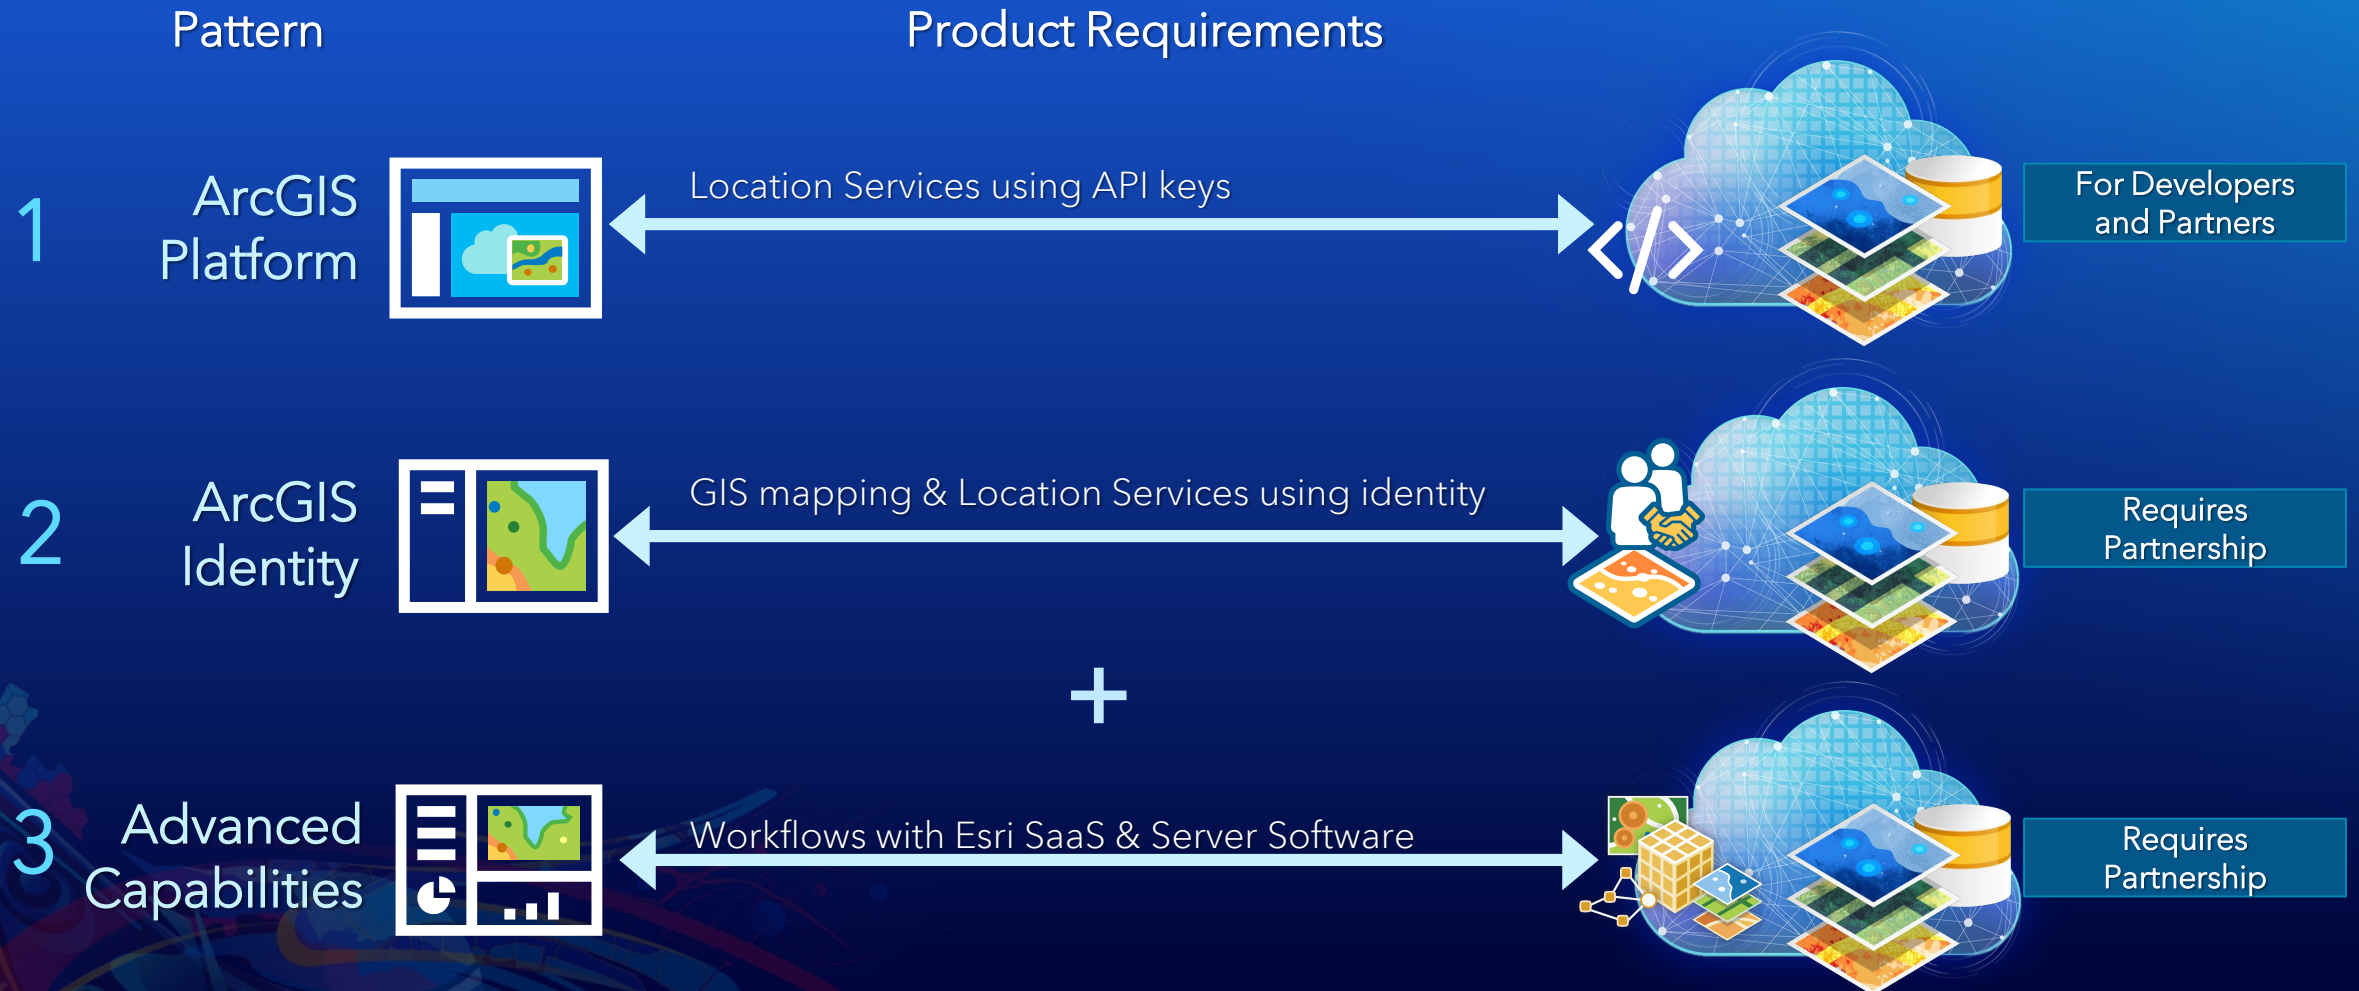 Pattern
Product Requirements
1
ArcGIS
Platform
Location Services using API keys
</>
For Developers
and Partners
2
ArcGIS
Identity
GIS mapping & Location Services using identity
Requires
Partnership
+
3
Advanced
Capabilities
Workflows with Esri SaaS & Server Software
Requires
Partnership